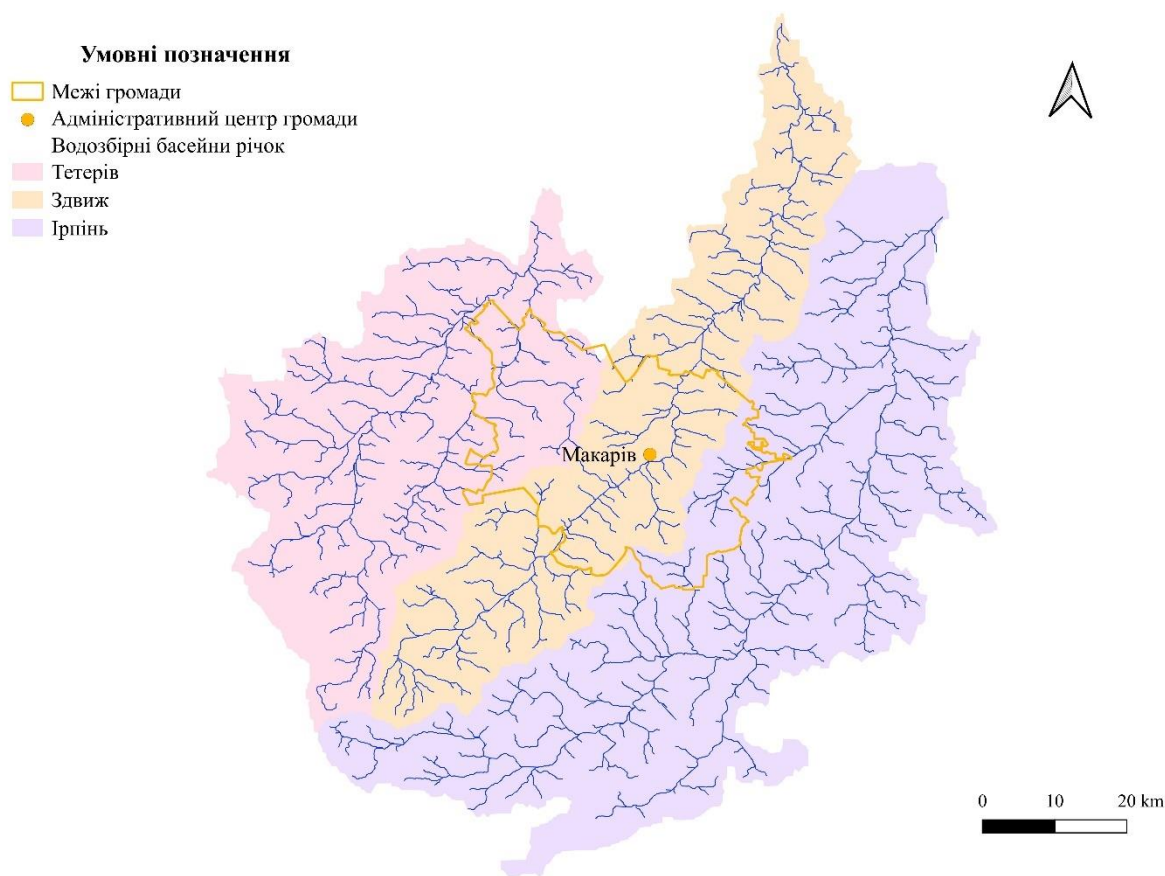 Умовні позначення
Межі громади
Адміністративний центр громади
Водозбірні басейни річок
Тетерів
Здвиж
Ірпінь
Макарів
0 10 20 km